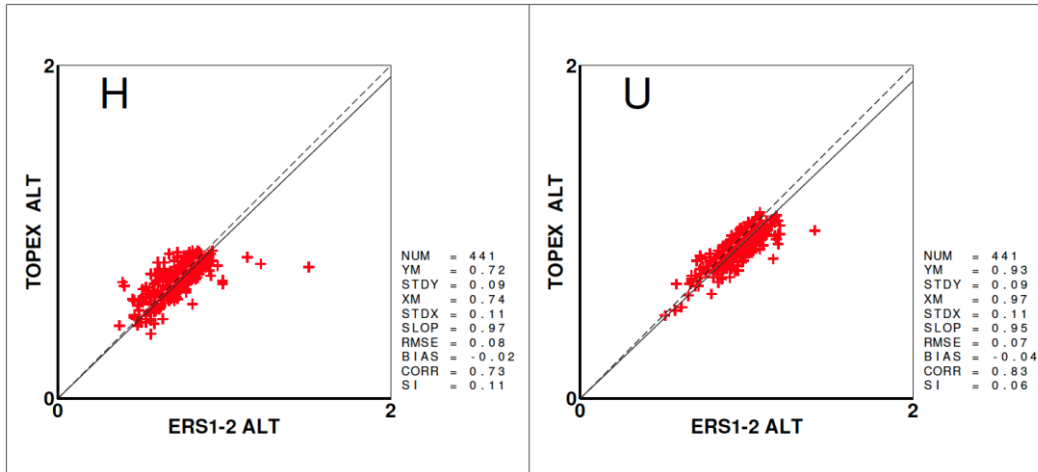 2
H
TOPEX ALT
NUM = 441
YM = 0.72
STDY = 0.09
XM = 0.74
STDX = 0.11
SLOP = 0.97
RMSE = 0.08
BIAS = -0.02
CORR = 0.73
SI = 0.11
0
0
ERS1-2 ALT
2
2
U
TOPEX ALT
NUM = 441
YM = 0.93
STDY = 0.09
XM = 0.97
STDX = 0.11
SLOP = 0.95
RMSE = 0.07
BIAS = -0.04
CORR = 0.83
SI = 0.06
0
0
ERS1-2 ALT
2